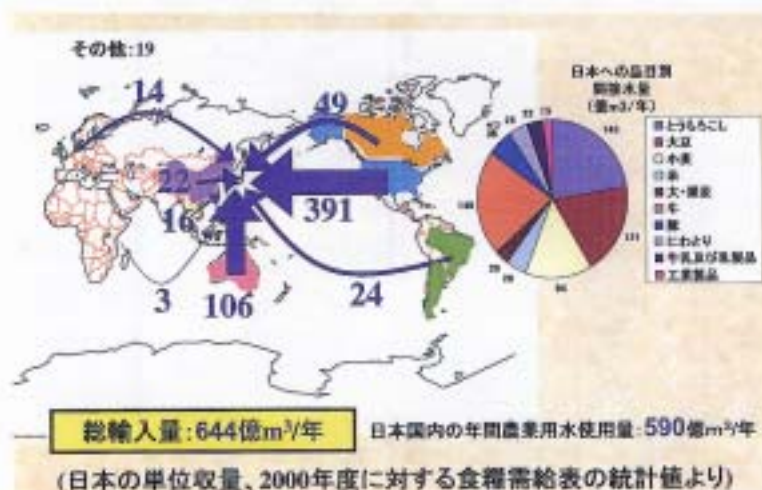 その他:19
日本への品目別
間接水量
(億m3/年)
14
49
22
16
391
3
106
24
とうもろこし
大豆
小麦
米
大・裸麦
牛
豚
にわとり
牛乳及び乳製品
工業製品
総輸入量:644億m³/年
日本国内の年間農業用水使用量:590億m³/年
(日本の単位収量、2000年度に対する食糧需給表の統計値より)